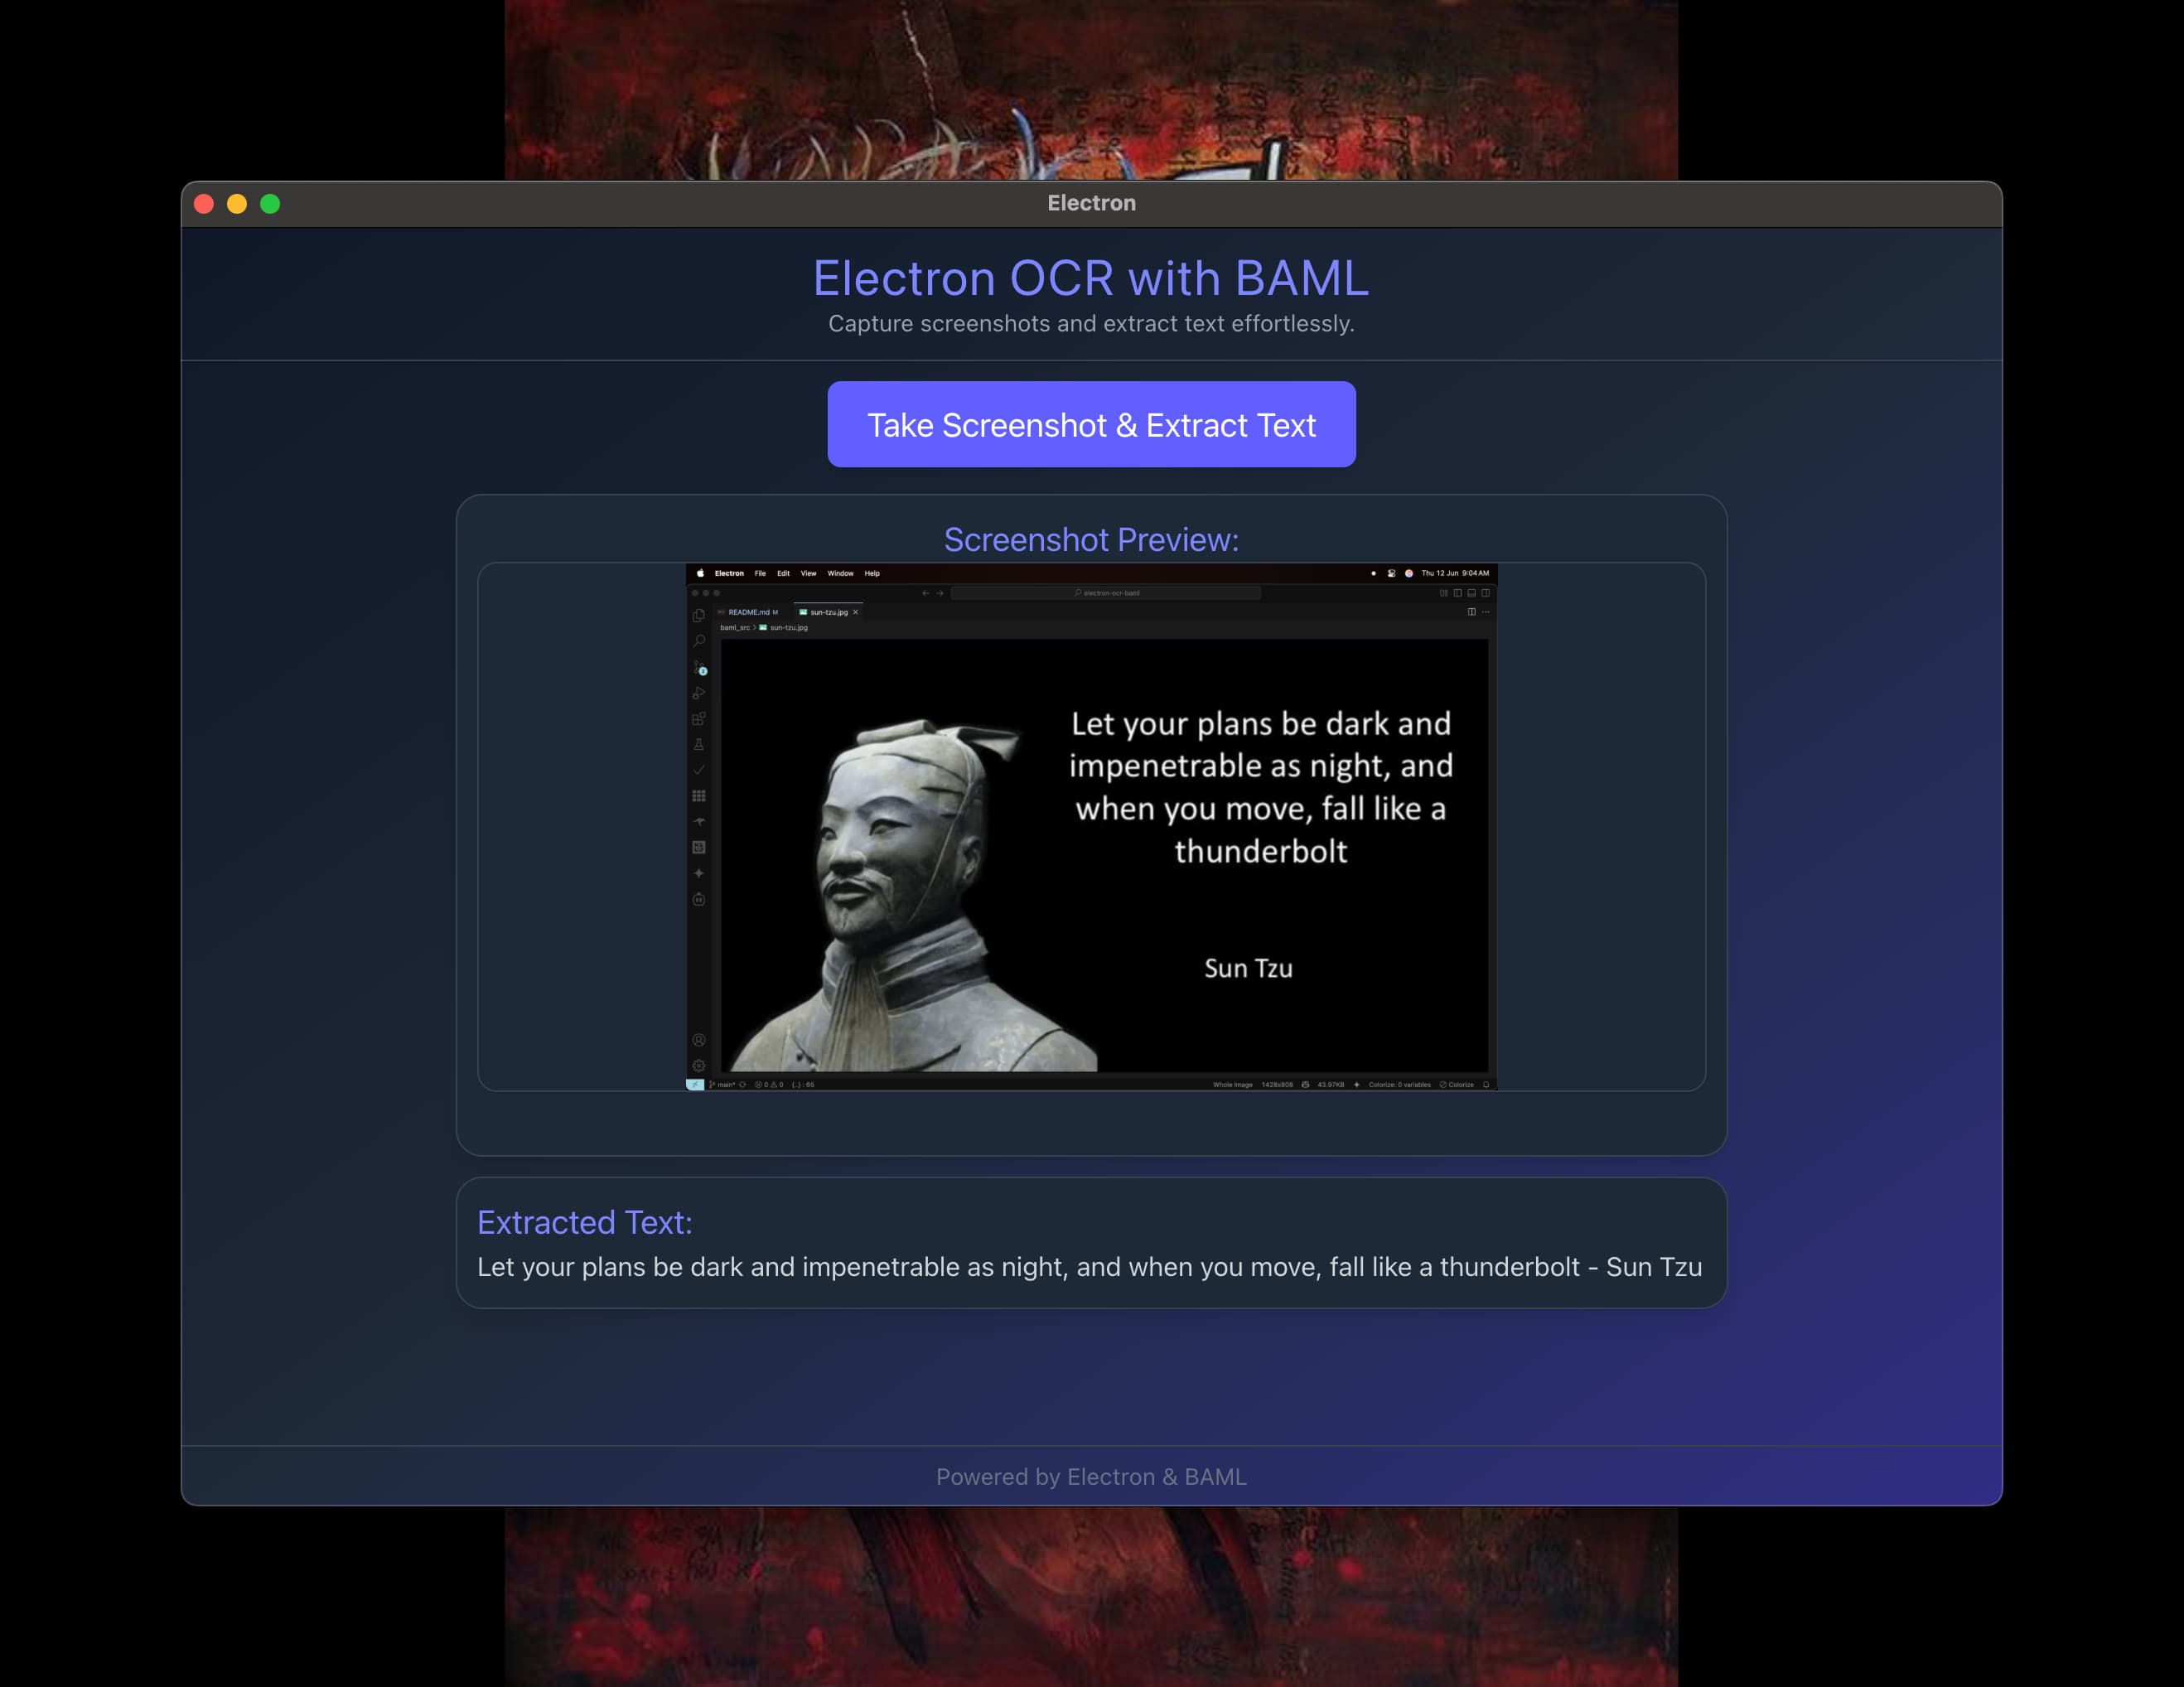 Electron
Electron OCR with BAML
Capture screenshots and extract text effortlessly.
Take Screenshot & Extract Text
Screenshot Preview:
Electron File Edit View Window Help Thu 12 Jun 9:04 AM
electron-ocr-baml
README.md M sun-tzu.jpg
baml_src > sun-tzu.jpg
Let your plans be dark and
impenetrable as night, and
when you move, fall like a
thunderbolt
Sun Tzu
main* 0 0 {..} : 65 Whole Image 1428x808 43.97KB Colorize: 0 variables Colorize
Extracted Text:
Let your plans be dark and impenetrable as night, and when you move, fall like a thunderbolt - Sun Tzu
Powered by Electron & BAML